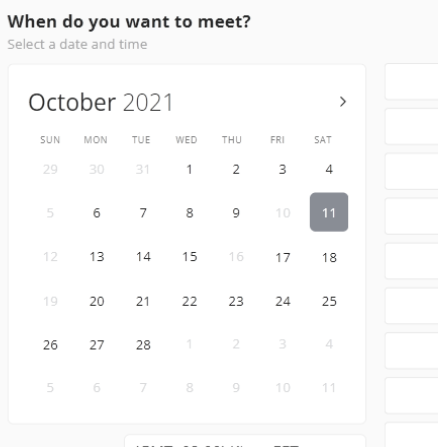 When do you want to meet?
Select a date and time
October 2021
SUN MON TUE WED THU FRI SAT
29 30 31 1 2 3 4
5 6 7 8 9 10 11
12 13 14 15 16 17 18
19 20 21 22 23 24 25
26 27 28 1 2 3 4
5 6 7 8 9 10 11